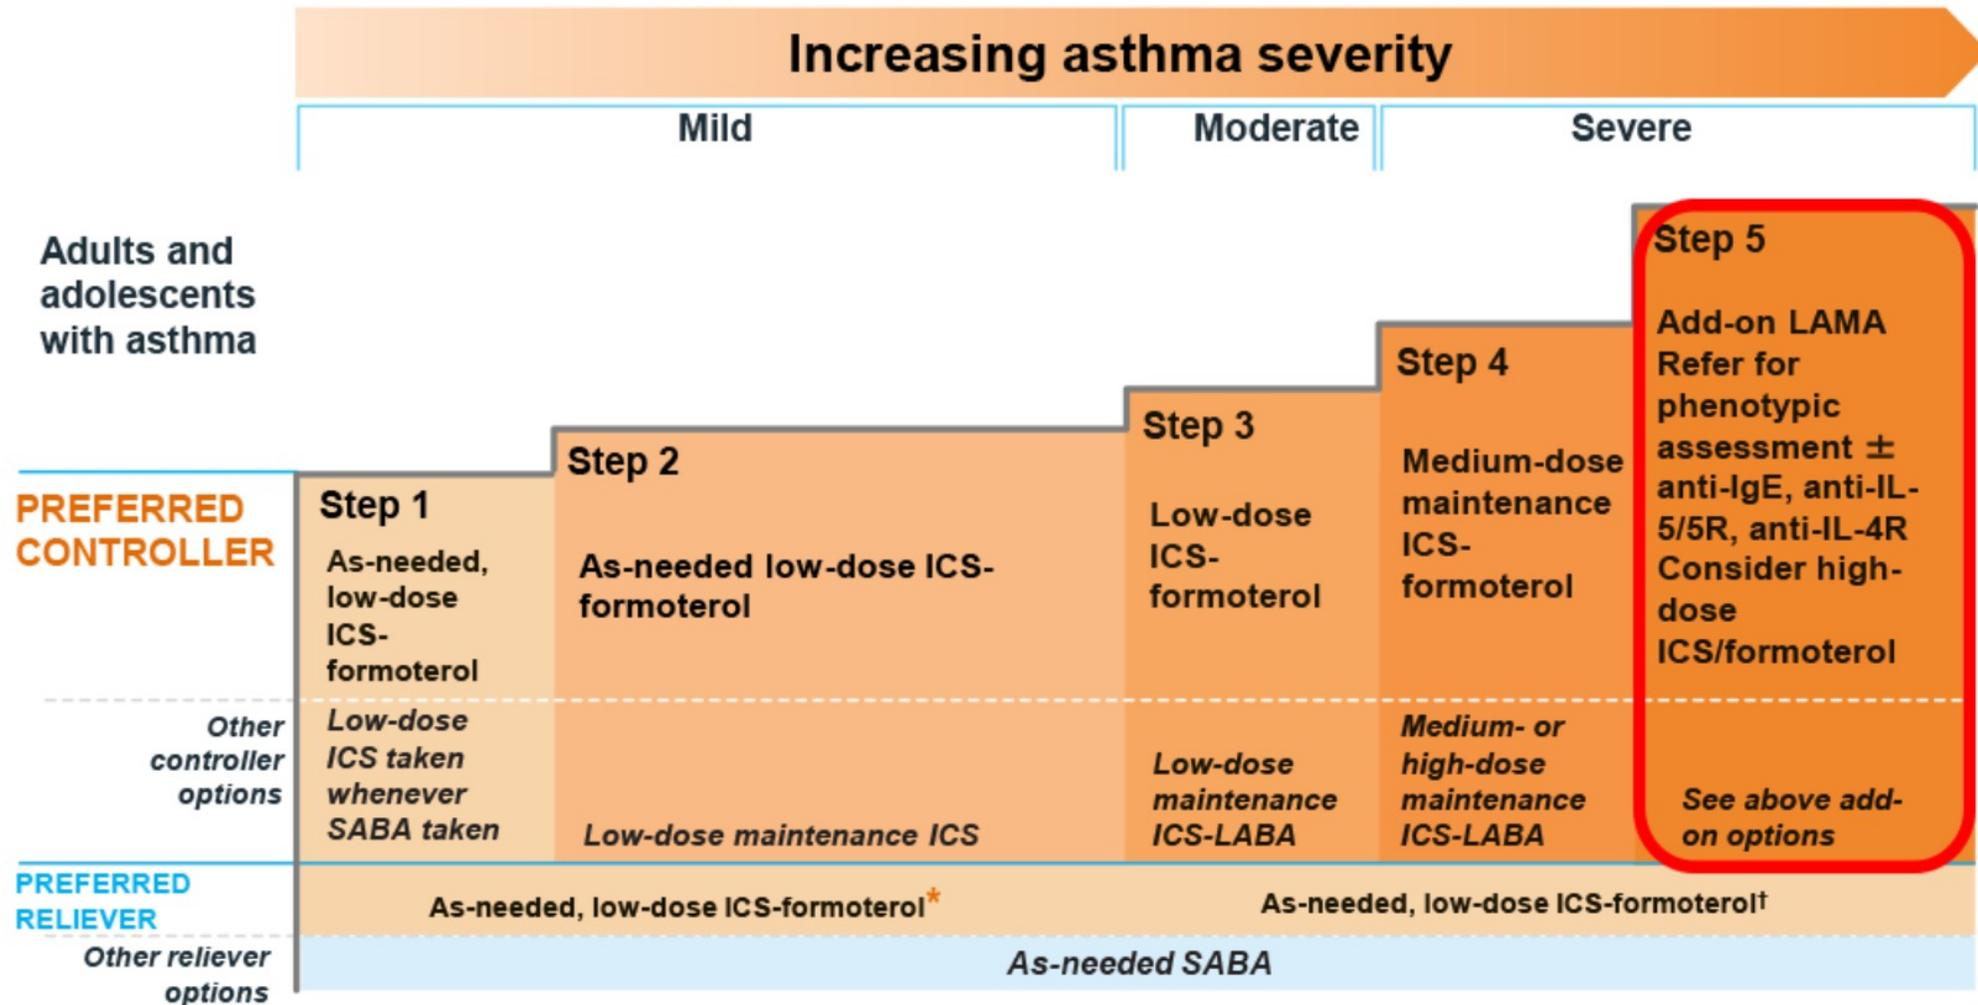 Increasing asthma severity
Mild
Moderate
Severe
Adults and
adolescents
with asthma
PREFERRED
CONTROLLER
Step 1
As-needed,
low-dose
ICS-
formoterol
Step 2
As-needed low-dose ICS-
formoterol
Step 3
Low-dose
ICS-
formoterol
Step 4
Medium-dose
maintenance
ICS-
formoterol
Step 5
Add-on LAMA
Refer for
phenotypic
assessment ±
anti-IgE, anti-IL-
5/5R, anti-IL-4R
Consider high-
dose
ICS/formoterol
Other
controller
options
Low-dose
ICS taken
whenever
SABA taken
Low-dose maintenance ICS
Low-dose
maintenance
ICS-LABA
Medium- or
high-dose
maintenance
ICS-LABA
See above add-
on options
PREFERRED
RELIEVER
As-needed, low-dose ICS-formoterol*
As-needed, low-dose ICS-formoterol†
Other reliever
options
As-needed SABA